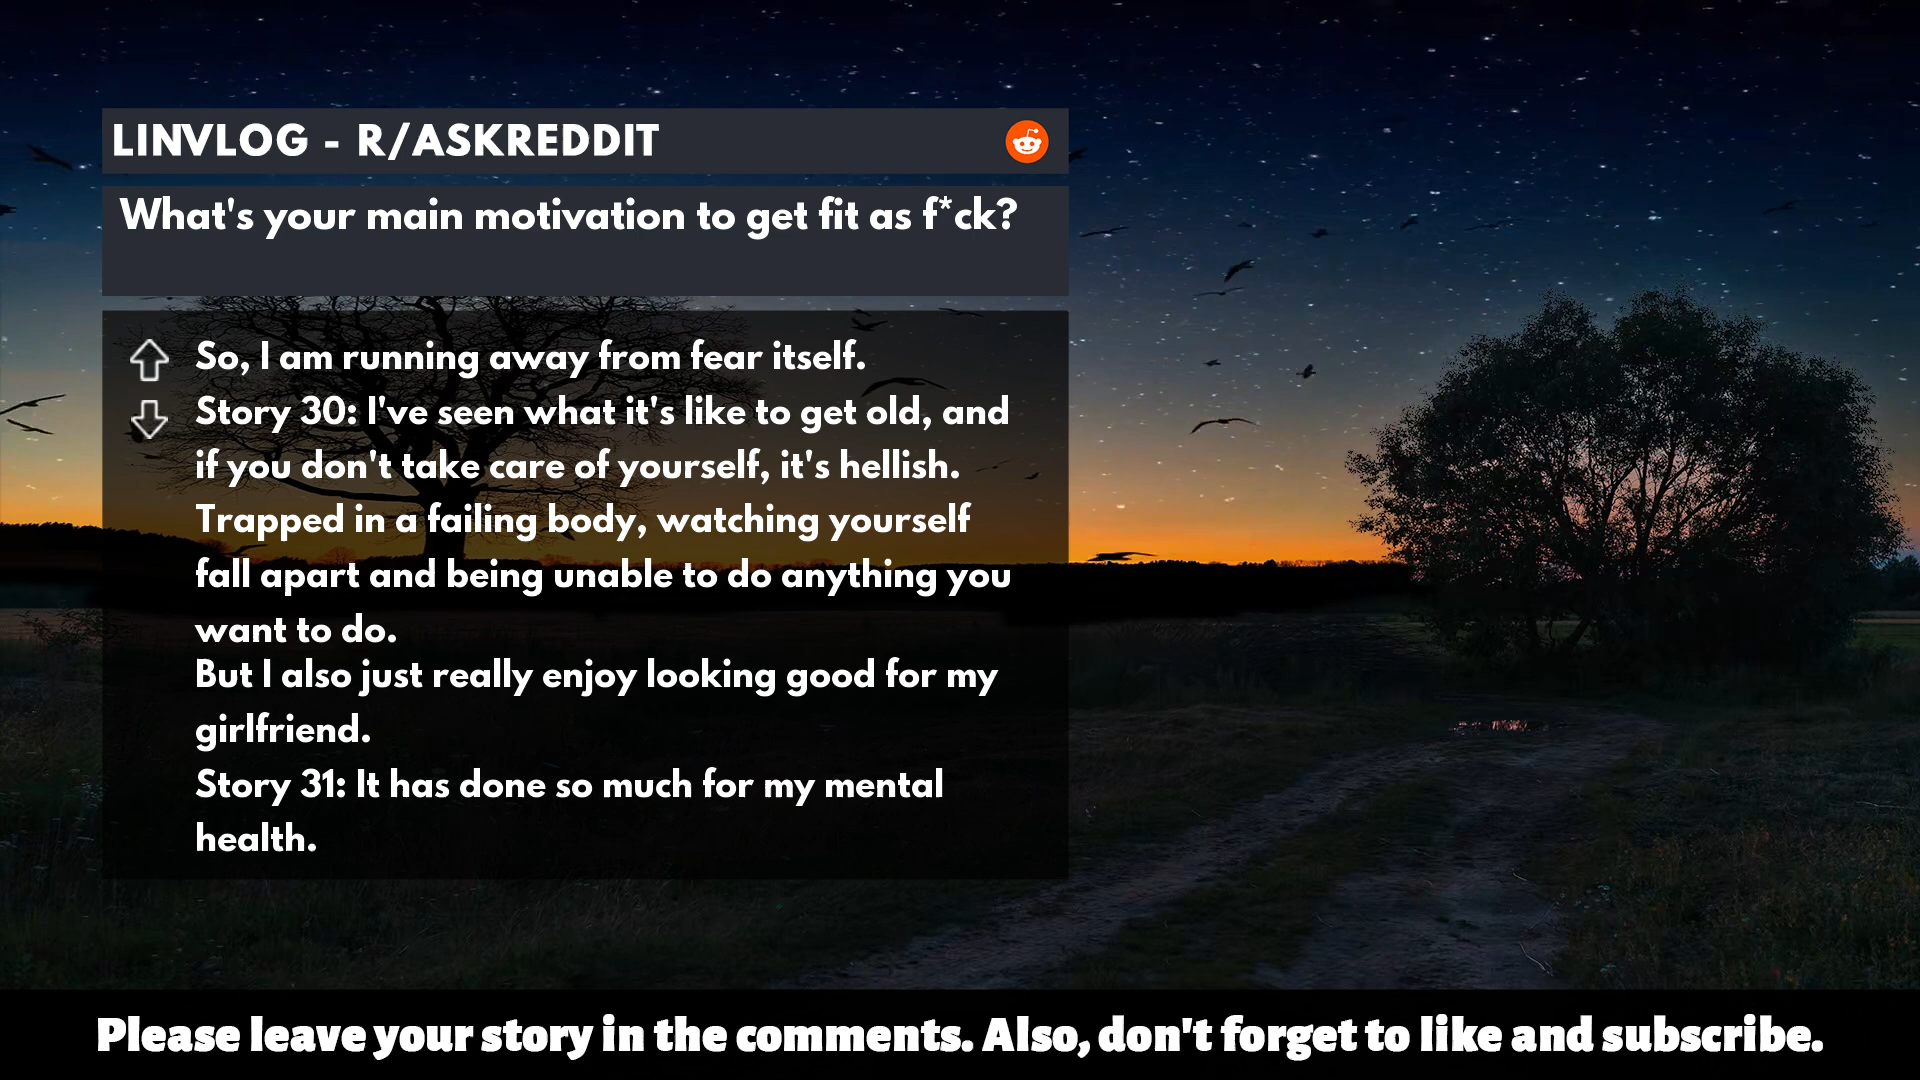 LINVLOG - R/ASKREDDIT
What's your main motivation to get fit as f*ck?
So, I am running away from fear itself.
Story 30: I've seen what it's like to get old, and
if you don't take care of yourself, it's hellish.
Trapped in a failing body, watching yourself
fall apart and being unable to do anything you
want to do.
But I also just really enjoy looking good for my
girlfriend.
Story 31: It has done so much for my mental
health.
Please leave your story in the comments. Also, don't forget to like and subscribe.